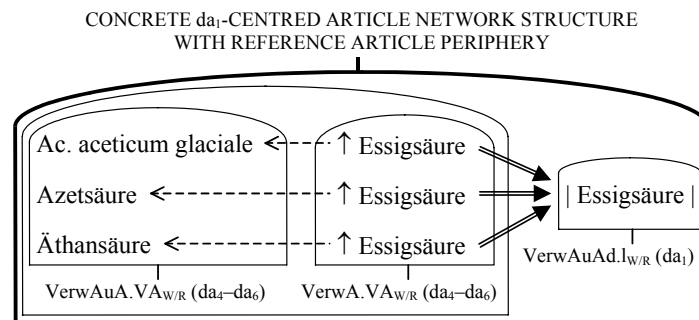 CONCRETE da₁-CENTRED ARTICLE NETWORK STRUCTURE
WITH REFERENCE ARTICLE PERIPHERY
Ac. aceticum glaciale ↑ Essigsäure
Azetsäure ↑ Essigsäure | Essigsäure |
Äthansäure ↑ Essigsäure
VerwAuAd.l_W/R (da₁)
VerwAuA.VA_W/R (da₄–da₆) VerwA.VA_W/R (da₄–da₆)